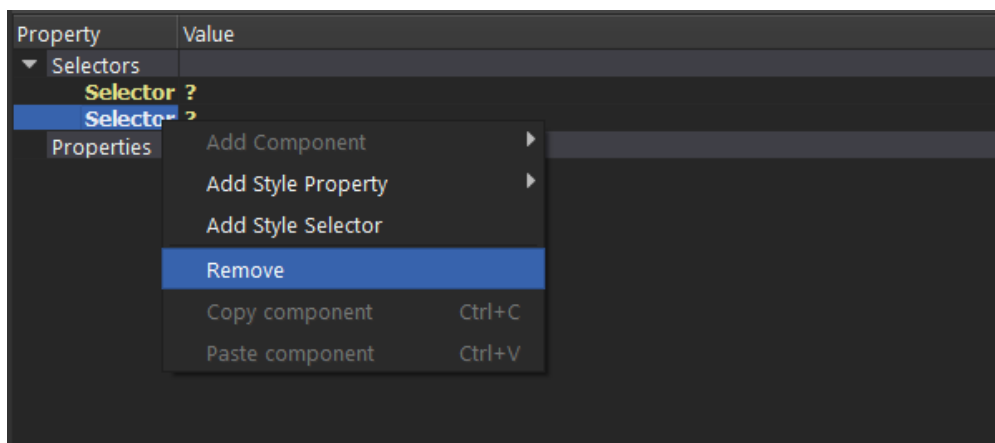 Property Value
Selectors
Selector ?
Selector ?
Properties
Add Component
Add Style Property
Add Style Selector
Remove
Copy component Ctrl+C
Paste component Ctrl+V